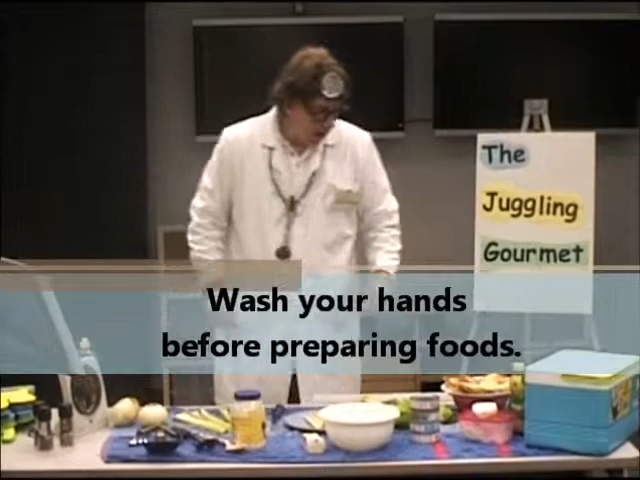 The
Juggling
Gourmet
Wash your hands
before preparing foods.